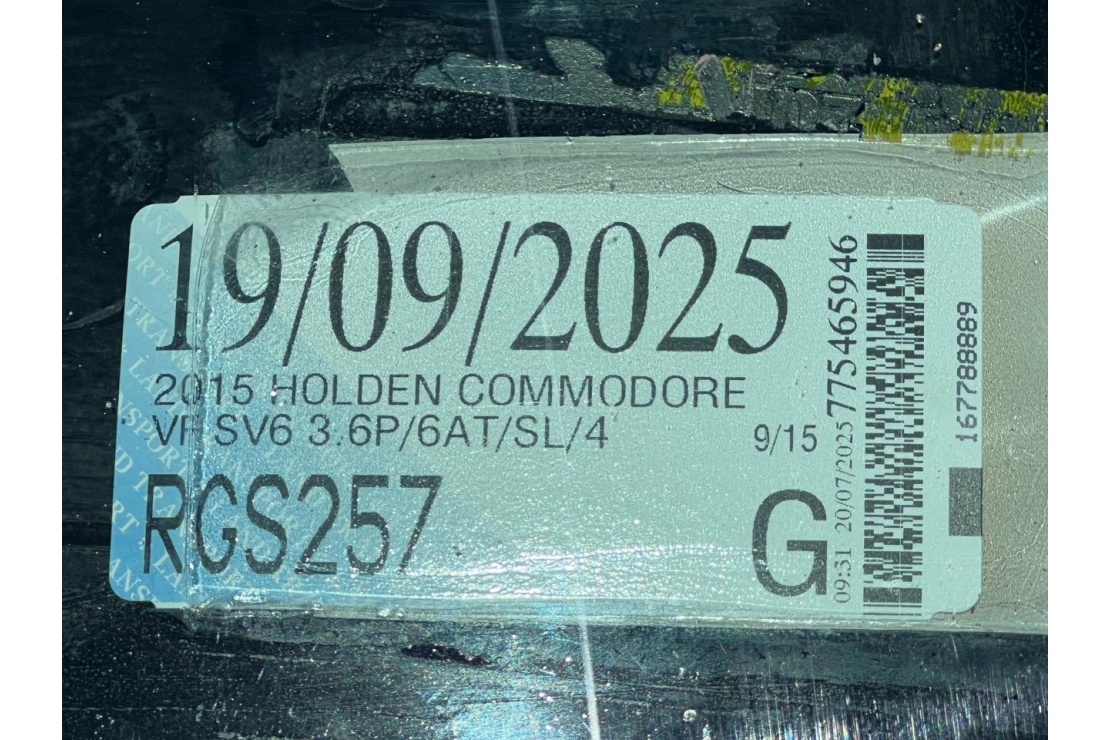 19/09/2025
2015 HOLDEN COMMODORE
VF SV6 3.6P/6AT/SL/4
9/15
RGS257
G
09:31 20/07/2025 775465946
167788889